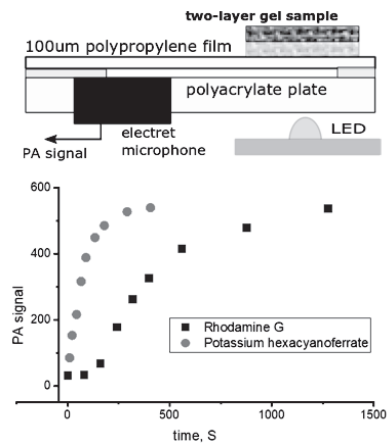 two-layer gel sample
100um polypropylene film
polyacrylate plate
electret
microphone
LED
PA signal
600
400
200
0
PA signal
Rhodamine G
Potassium hexacyanoferrate
0 500 1000 1500
time, S